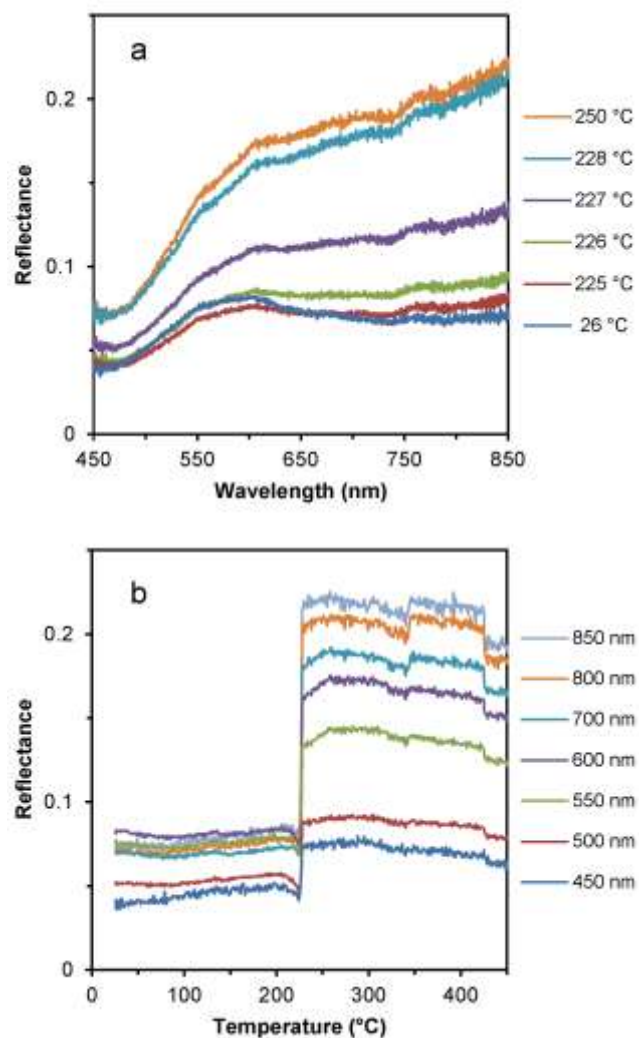 a
0.2
0.1
0
Reflectance
450 550 650 750 850
Wavelength (nm)
250 °C
228 °C
227 °C
226 °C
225 °C
26 °C
b
0.2
0.1
0
Reflectance
0 100 200 300 400
Temperature (°C)
850 nm
800 nm
700 nm
600 nm
550 nm
500 nm
450 nm